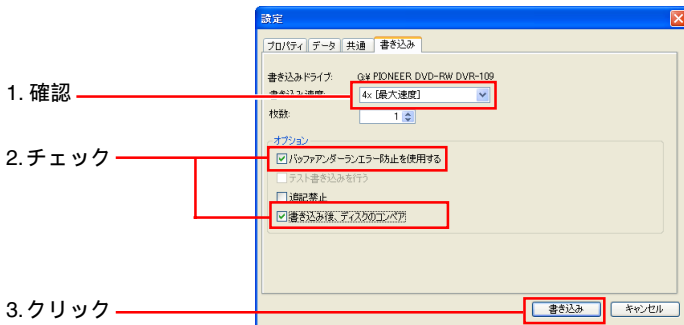 設定
プロパティ データ 共通 書き込み
書き込みドライブ: G:¥ PIONEER DVD-RW DVR-109
1. 確認
書き込み速度: 4x [最大速度]
枚数: 1
オプション
2.チェック
バッファアンダーランエラー防止を使用する
テスト書き込みを行う
追記禁止
書き込み後、ディスクのコンペア
3.クリック
書き込み キャンセル